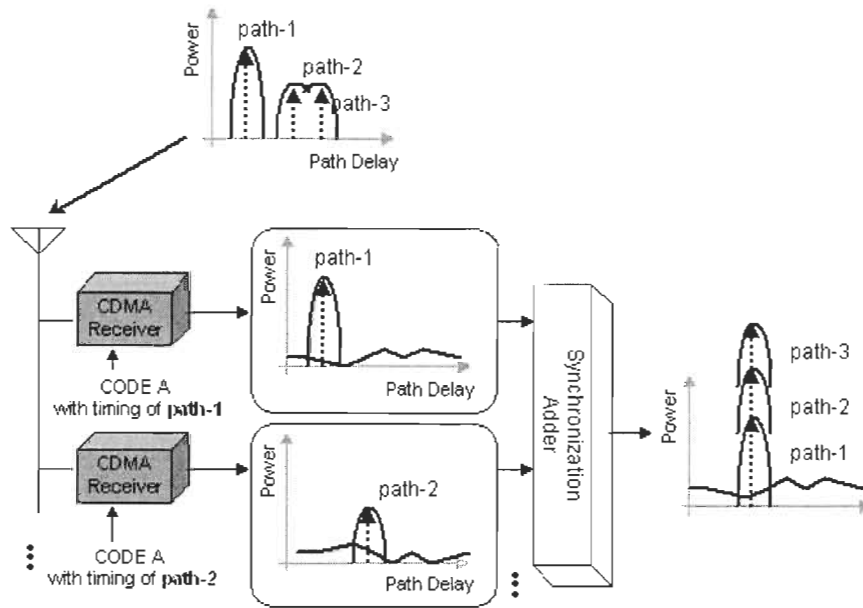 Power
path-1
path-2
path-3
Path Delay
CDMA
Receiver
CODE A
with timing of path-1
Power
path-1
Path Delay
CDMA
Receiver
CODE A
with timing of path-2
Power
path-2
Path Delay
Synchronization
Adder
Power
path-3
path-2
path-1